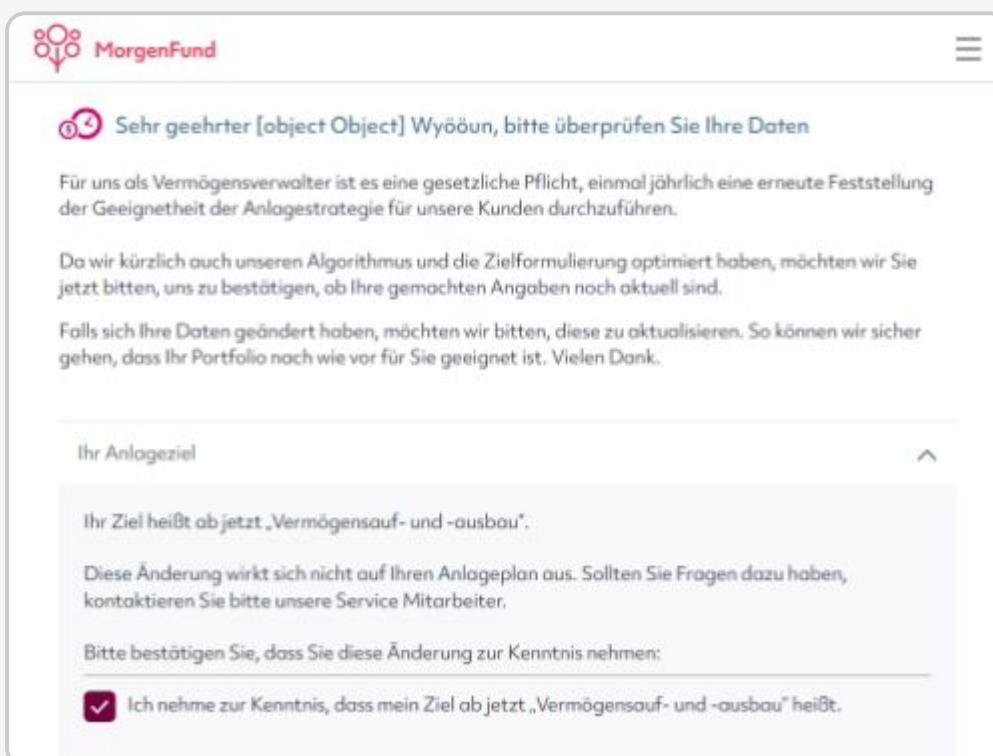 MorgenFund
Sehr geehrter [object Object] Wyööun, bitte überprüfen Sie Ihre Daten
Für uns als Vermögensverwalter ist es eine gesetzliche Pflicht, einmal jährlich eine erneute Feststellung
der Geeignetheit der Anlagestrategie für unsere Kunden durchzuführen.
Da wir kürzlich auch unseren Algorithmus und die Zielformulierung optimiert haben, möchten wir Sie
jetzt bitten, uns zu bestätigen, ob Ihre gemachten Angaben noch aktuell sind.
Falls sich Ihre Daten geändert haben, möchten wir bitten, diese zu aktualisieren. So können wir sicher
gehen, dass Ihr Portfolio nach wie vor für Sie geeignet ist. Vielen Dank.
Ihr Anlageziel
Ihr Ziel heißt ab jetzt „Vermögensauf- und -ausbau".
Diese Änderung wirkt sich nicht auf Ihren Anlageplan aus. Sollten Sie Fragen dazu haben,
kontaktieren Sie bitte unsere Service Mitarbeiter.
Bitte bestätigen Sie, dass Sie diese Änderung zur Kenntnis nehmen:
Ich nehme zur Kenntnis, dass mein Ziel ab jetzt „Vermögensauf- und -ausbau" heißt.